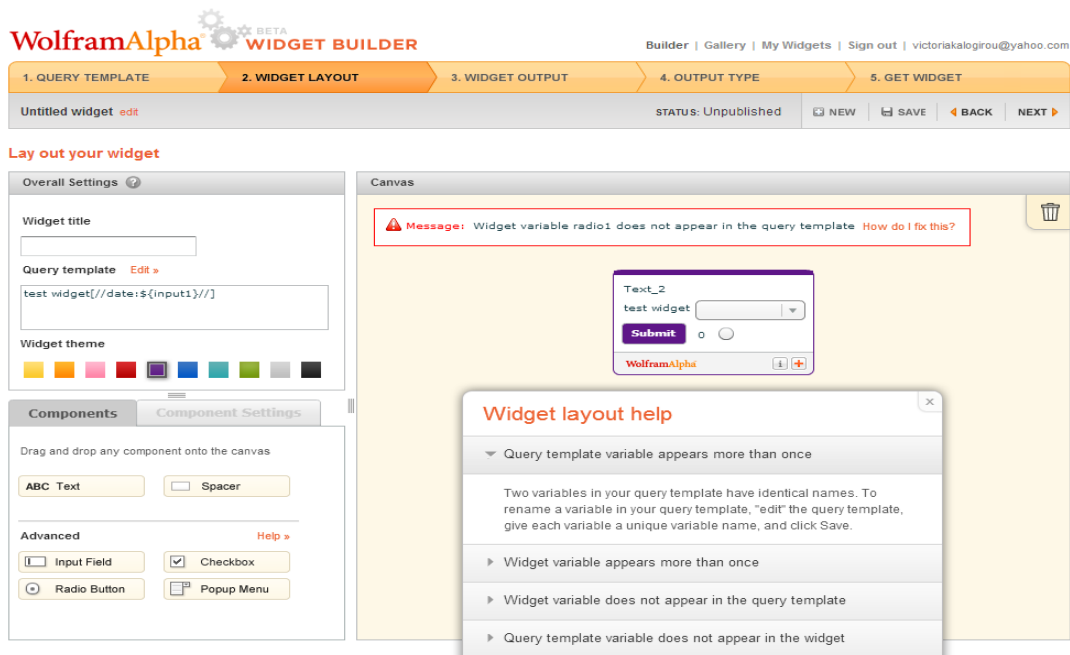 WolframAlpha BETA WIDGET BUILDER
Builder | Gallery | My Widgets | Sign out | victoriakalogirou@yahoo.com
1. QUERY TEMPLATE 2. WIDGET LAYOUT 3. WIDGET OUTPUT 4. OUTPUT TYPE 5. GET WIDGET
Untitled widget edit STATUS: Unpublished NEW SAVE BACK NEXT
Lay out your widget
Overall Settings ?
Widget title
Query template Edit »
test widget[//date:${input1}//]
Widget theme
Components Component Settings
Drag and drop any component onto the canvas
ABC Text Spacer
Advanced Help »
Input Field Checkbox
Radio Button Popup Menu
Canvas
Message: Widget variable radio1 does not appear in the query template How do I fix this?
Text_2
test widget
Submit o
WolframAlpha i +
Widget layout help ×
Query template variable appears more than once
Two variables in your query template have identical names. To
rename a variable in your query template, "edit" the query template,
give each variable a unique variable name, and click Save.
Widget variable appears more than once
Widget variable does not appear in the query template
Query template variable does not appear in the widget